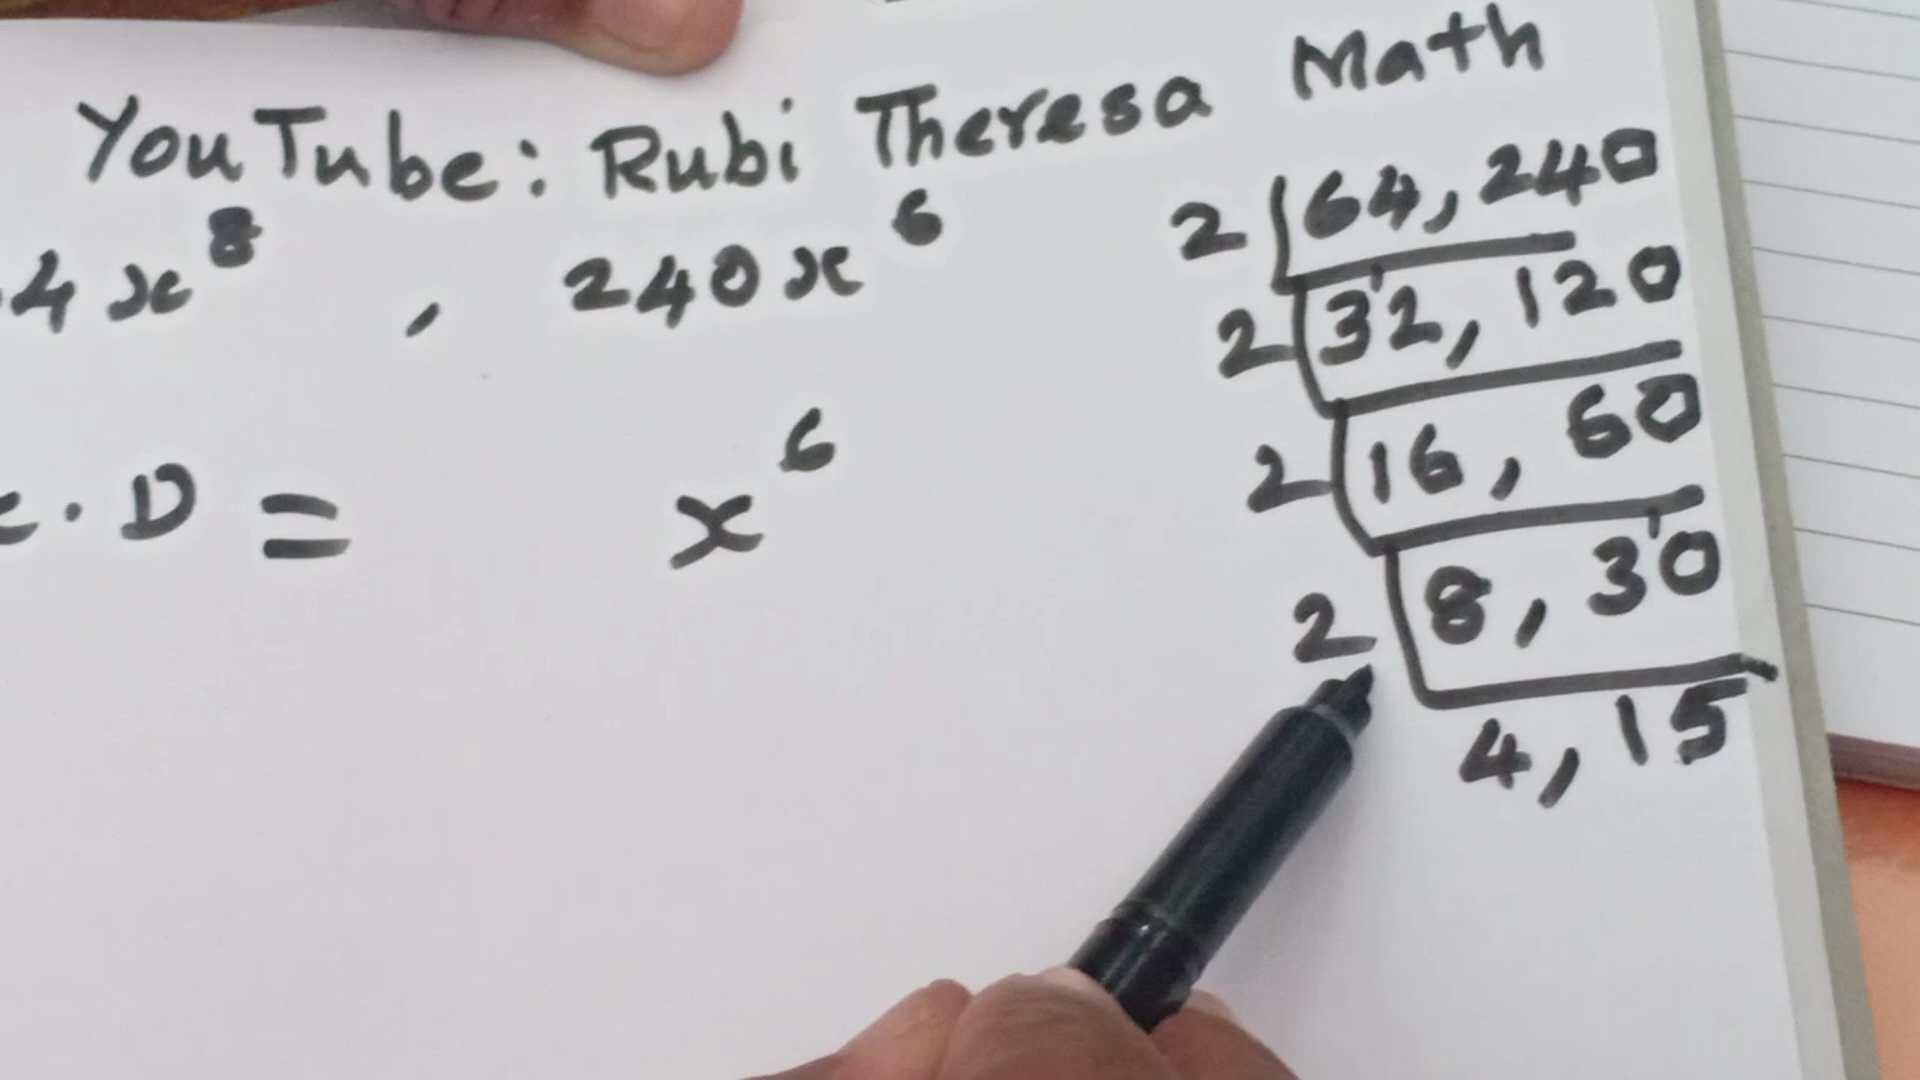 YouTube: Rubi Theresa Math
4x⁸ , 240x⁶
C.D = x⁶
2 | 64, 240
2 | 32, 120
2 | 16, 60
2 | 8, 30
4, 15